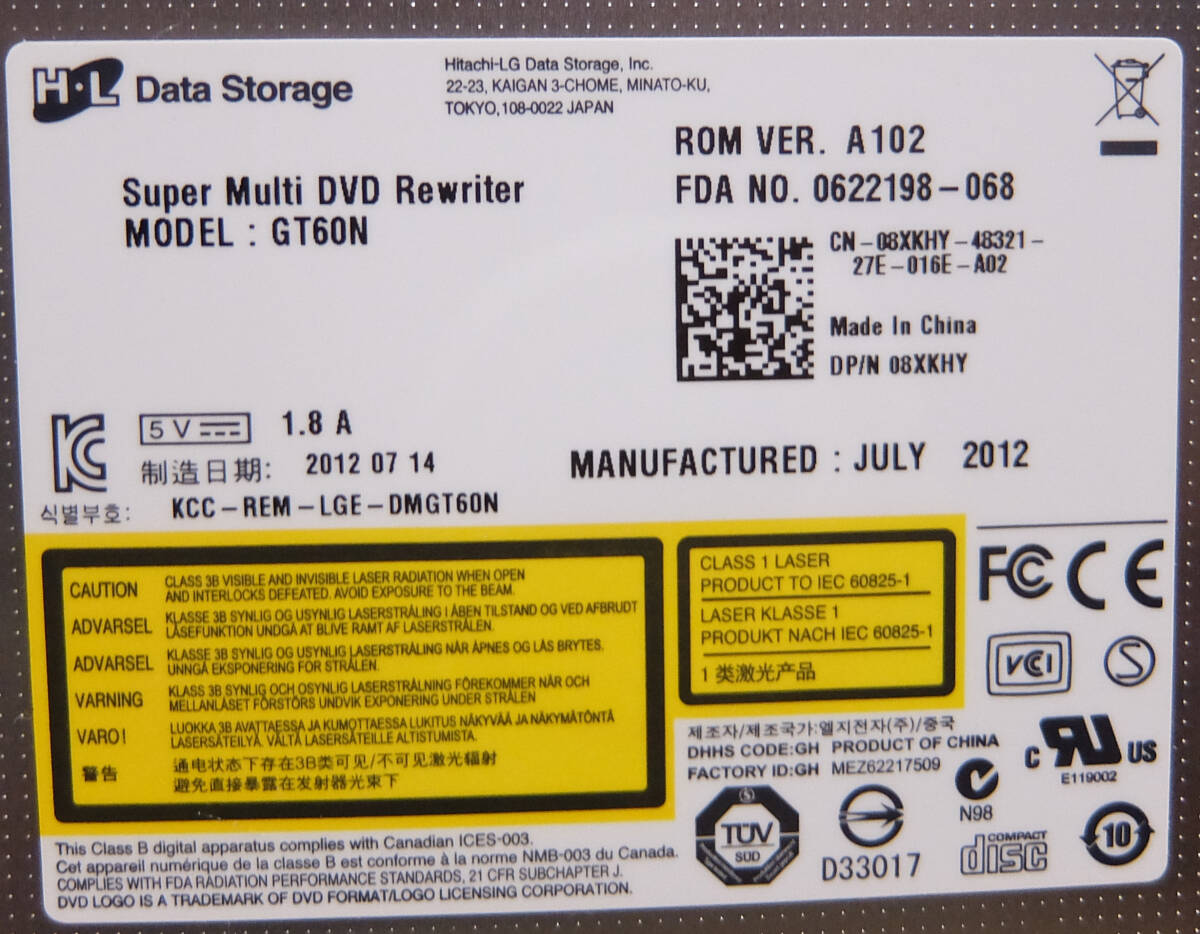 H·L Data Storage
Hitachi-LG Data Storage, Inc.
22-23, KAIGAN 3-CHOME, MINATO-KU,
TOKYO,108-0022 JAPAN
ROM VER. A102
FDA NO. 0622198-068
Super Multi DVD Rewriter
MODEL : GT60N
CN-08XKHY-48321-
27E-016E-A02
Made In China
DP/N 08XKHY
5 V 1.8 A
制造日期: 2012 07 14
MANUFACTURED : JULY 2012
식별부호: KCC-REM-LGE-DMGT60N
CAUTION
CLASS 3B VISIBLE AND INVISIBLE LASER RADIATION WHEN OPEN
AND INTERLOCKS DEFEATED. AVOID EXPOSURE TO THE BEAM.
ADVARSEL
KLASSE 3B SYNLIG OG USYNLIG LASERSTRÅLING I ÅBEN TILSTAND OG VED AFBRUDT
LÅSEFUNKTION UNDGÅ AT BLIVE RAMT AF LASERSTRÅLEN.
ADVARSEL
KLASSE 3B SYNLIG OG USYNLIG LASERSTRÅLING NÅR ÅPNES OG LÅS BRYTES.
UNNGÅ EKSPONERING FOR STRÅLEN.
VARNING
KLASS 3B SYNLIG OCH OSYNLIG LASERSTRÅLNING FÖREKOMMER NÄR OCH
MELLANLÅSET FÖRSTÖRS UNDVIK EXPONERING UNDER STRÅLEN
VARO!
LUOKKA 3B AVATTAESSA JA KUMOTTAESSA LUKITUS NÄKYVÄÄ JA NÄKYMÄTÖNTÄ
LASERSÄTEILYÄ. VÄLTÄ LASERSÄTEILLE ALTISTUMISTA.
警告
通电状态下存在3B类可见/不可见激光辐射
避免直接暴露在发射器光束下
CLASS 1 LASER
PRODUCT TO IEC 60825-1
LASER KLASSE 1
PRODUKT NACH IEC 60825-1
1 类激光产品
FC CE
VCI S
제조자/제조국가:엘지전자(주)/중국
DHHS CODE:GH PRODUCT OF CHINA
FACTORY ID:GH MEZ62217509
c RU US
E119002
N98
TÜV
SÜD
D33017
COMPACT
disc
10
This Class B digital apparatus complies with Canadian ICES-003.
Cet appareil numérique de la classe B est conforme à la norme NMB-003 du Canada.
COMPLIES WITH FDA RADIATION PERFORMANCE STANDARDS, 21 CFR SUBCHAPTER J.
DVD LOGO IS A TRADEMARK OF DVD FORMAT/LOGO LICENSING CORPORATION.